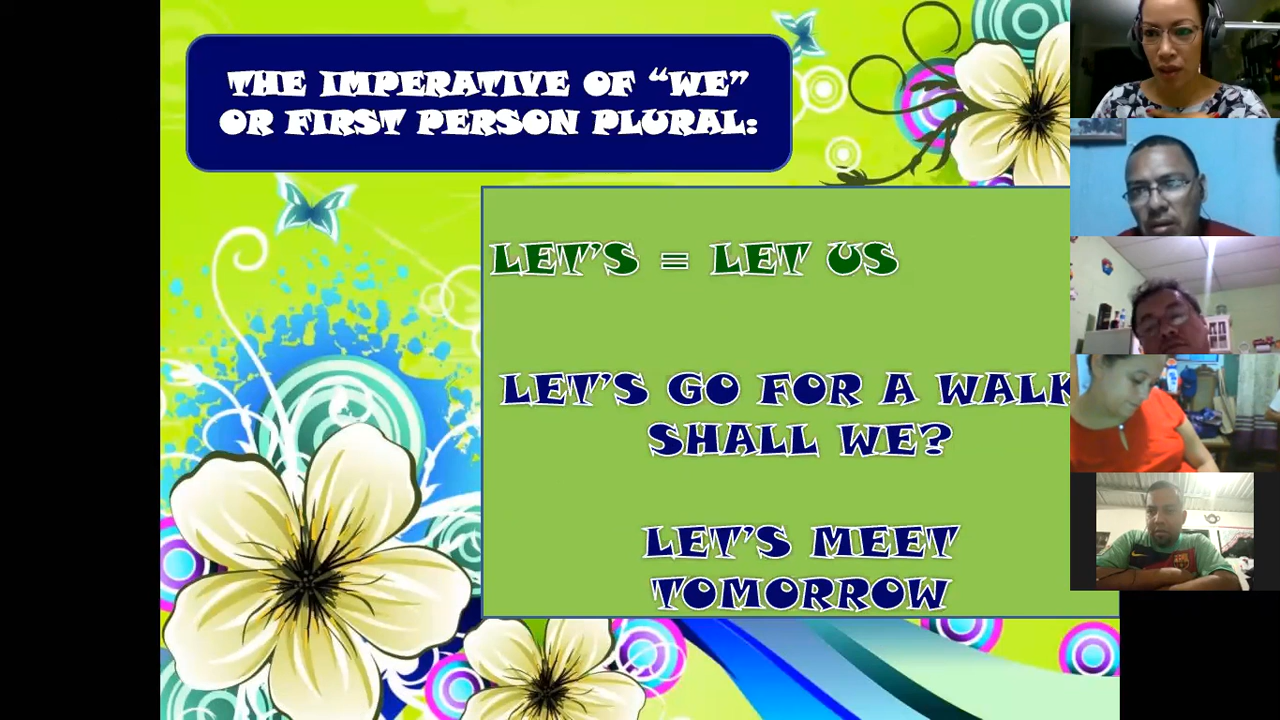 THE IMPERATIVE OF “WE”
OR FIRST PERSON PLURAL:
LET'S = LET US
LET'S GO FOR A WALK
SHALL WE?
LET'S MEET
TOMORROW